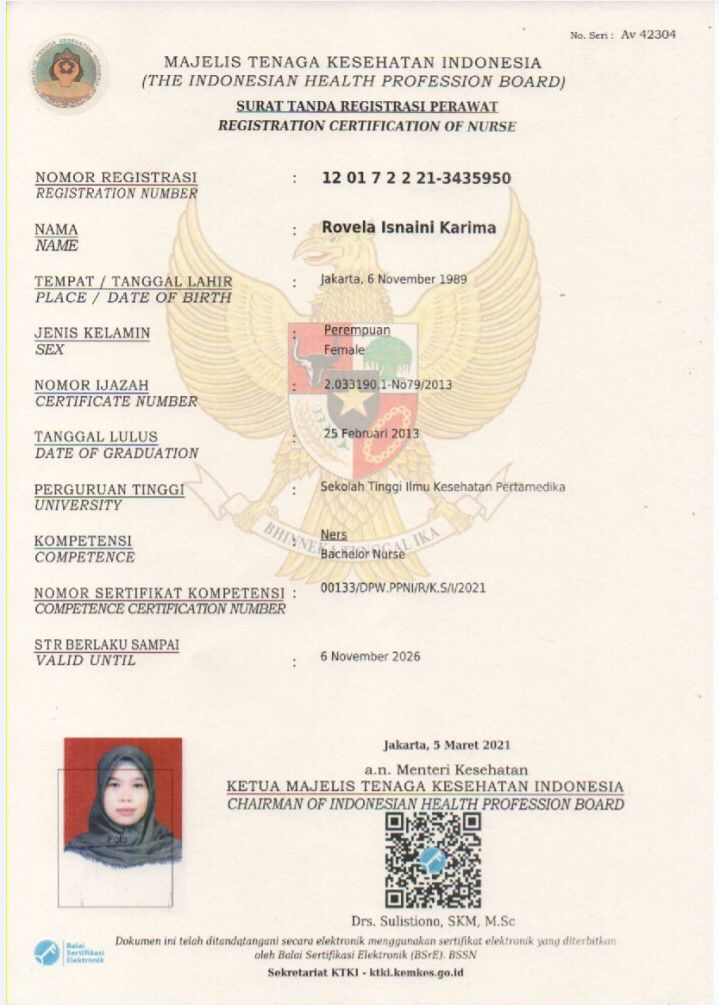 No. Seri : Av 42304
MAJELIS TENAGA KESEHATAN INDONESIA
(THE INDONESIAN HEALTH PROFESSION BOARD)
SURAT TANDA REGISTRASI PERAWAT
REGISTRATION CERTIFICATION OF NURSE
NOMOR REGISTRASI : 12 01 7 2 2 21-3435950
REGISTRATION NUMBER
NAMA : Rovela Isnaini Karima
NAME
TEMPAT / TANGGAL LAHIR : Jakarta, 6 November 1989
PLACE / DATE OF BIRTH
JENIS KELAMIN : Perempuan
SEX Female
NOMOR IJAZAH : 2.033190.1-No79/2013
CERTIFICATE NUMBER
TANGGAL LULUS : 25 Februari 2013
DATE OF GRADUATION
PERGURUAN TINGGI : Sekolah Tinggi Ilmu Kesehatan Pertamedika
UNIVERSITY
KOMPETENSI : Ners
COMPETENCE Bachelor Nurse
BHINNEKA TUNGGAL IKA
NOMOR SERTIFIKAT KOMPETENSI : 00133/DPW.PPNI/R/K.S/I/2021
COMPETENCE CERTIFICATION NUMBER
STR BERLAKU SAMPAI
VALID UNTIL : 6 November 2026
Jakarta, 5 Maret 2021
a.n. Menteri Kesehatan
KETUA MAJELIS TENAGA KESEHATAN INDONESIA
CHAIRMAN OF INDONESIAN HEALTH PROFESSION BOARD
Foto
Drs. Sulistiono, SKM, M.Sc
Balai
Sertifikasi
Elektronik
Dokumen ini telah ditandatangani secara elektronik menggunakan sertifikat elektronik yang diterbitkan
oleh Balai Sertifikasi Elektronik (BSrE). BSSN
Sekretariat KTKI - ktki.kemkes.go.id